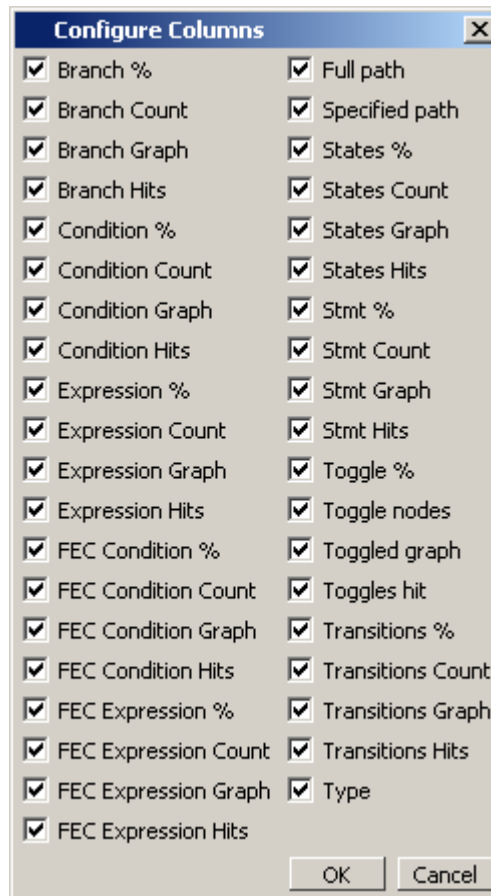 Configure Columns
Branch %
Branch Count
Branch Graph
Branch Hits
Condition %
Condition Count
Condition Graph
Condition Hits
Expression %
Expression Count
Expression Graph
Expression Hits
FEC Condition %
FEC Condition Count
FEC Condition Graph
FEC Condition Hits
FEC Expression %
FEC Expression Count
FEC Expression Graph
FEC Expression Hits
Full path
Specified path
States %
States Count
States Graph
States Hits
Stmt %
Stmt Count
Stmt Graph
Stmt Hits
Toggle %
Toggle nodes
Toggled graph
Toggles hit
Transitions %
Transitions Count
Transitions Graph
Transitions Hits
Type
OK
Cancel